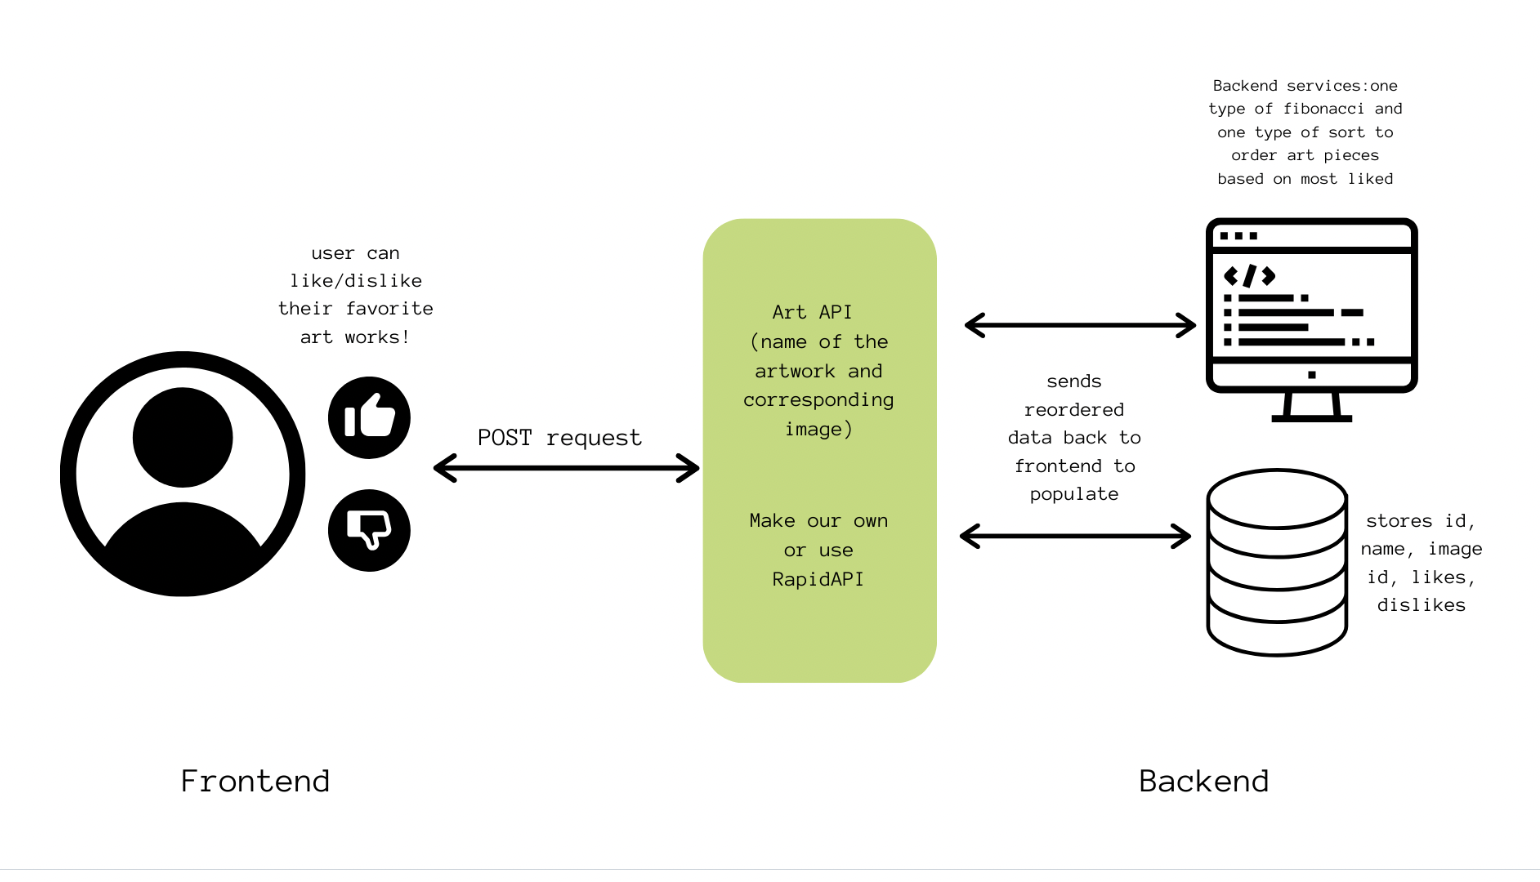 Backend services:one
type of fibonacci and
one type of sort to
order art pieces
based on most liked
user can
like/dislike
their favorite
art works!
POST request
Art API
(name of the
artwork and
corresponding
image)
Make our own
or use
RapidAPI
sends
reordered
data back to
frontend to
populate
</>
stores id,
name, image
id, likes,
dislikes
Frontend
Backend